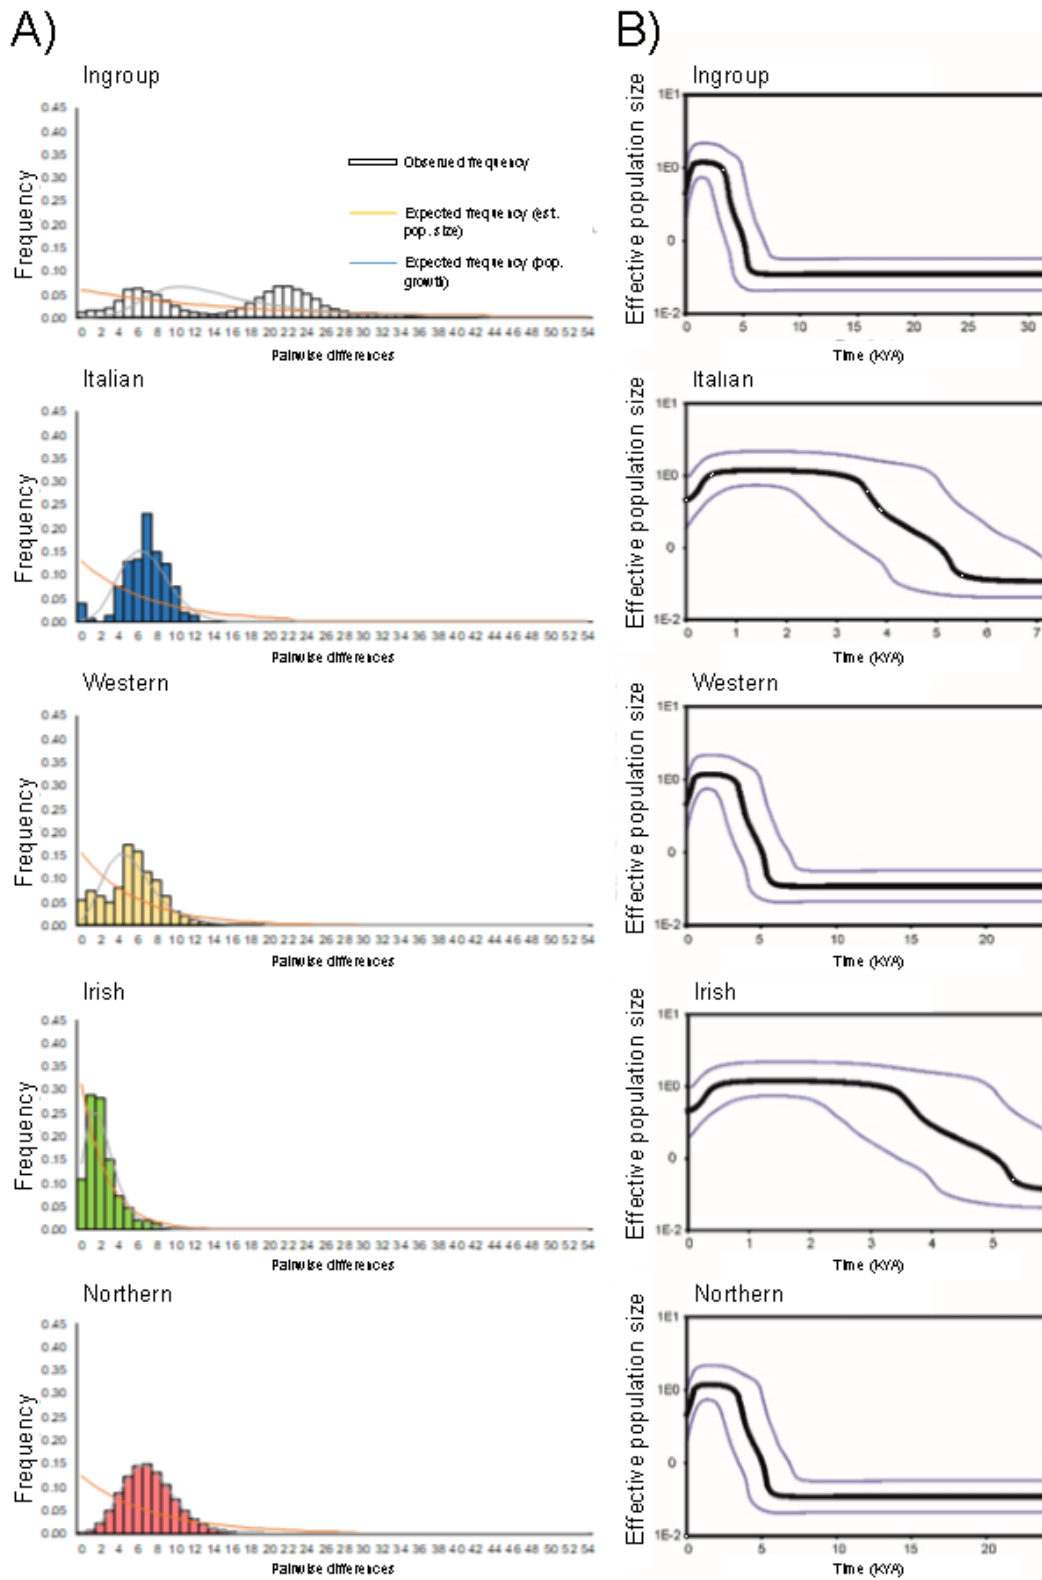 A)
B)
Ingroup
Frequency
0.45
0.40
0.35
0.30
0.25
0.20
0.15
0.10
0.05
0.00
Observed frequency
Expected frequency (est.
pop. size)
Expected frequency (pop.
growth)
0 2 4 6 8 10 12 14 16 18 20 22 24 26 28 30 32 34 36 38 40 42 44 46 48 50 52 54
Pairwise differences
Ingroup
Effective population size
1E1
1E0
0
1E-2
0 5 10 15 20 25 30
Time (KYA)
Italian
Frequency
0.45
0.40
0.35
0.30
0.25
0.20
0.15
0.10
0.05
0.00
0 2 4 6 8 10 12 14 16 18 20 22 24 26 28 30 32 34 36 38 40 42 44 46 48 50 52 54
Pairwise differences
Italian
Effective population size
1E1
1E0
0
1E-2
0 1 2 3 4 5 6 7
Time (KYA)
Western
Frequency
0.45
0.40
0.35
0.30
0.25
0.20
0.15
0.10
0.05
0.00
0 2 4 6 8 10 12 14 16 18 20 22 24 26 28 30 32 34 36 38 40 42 44 46 48 50 52 54
Pairwise differences
Western
Effective population size
1E1
1E0
0
1E-2
0 5 10 15 20
Time (KYA)
Irish
Frequency
0.45
0.40
0.35
0.30
0.25
0.20
0.15
0.10
0.05
0.00
0 2 4 6 8 10 12 14 16 18 20 22 24 26 28 30 32 34 36 38 40 42 44 46 48 50 52 54
Pairwise differences
Irish
Effective population size
1E1
1E0
0
1E-2
0 1 2 3 4 5
Time (KYA)
Northern
Frequency
0.45
0.40
0.35
0.30
0.25
0.20
0.15
0.10
0.05
0.00
0 2 4 6 8 10 12 14 16 18 20 22 24 26 28 30 32 34 36 38 40 42 44 46 48 50 52 54
Pairwise differences
Northern
Effective population size
1E1
1E0
0
1E-2
0 5 10 15 20
Time (KYA)